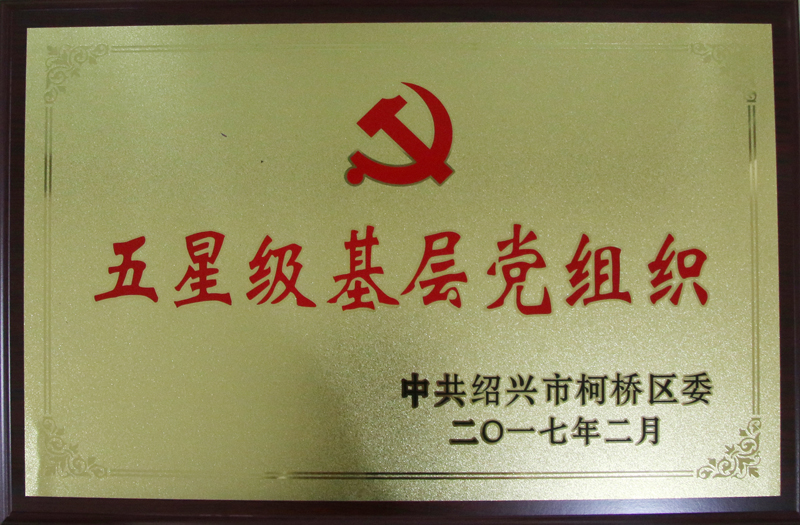 五星级基层党组织
中共绍兴市柯桥区委
二〇一七年二月